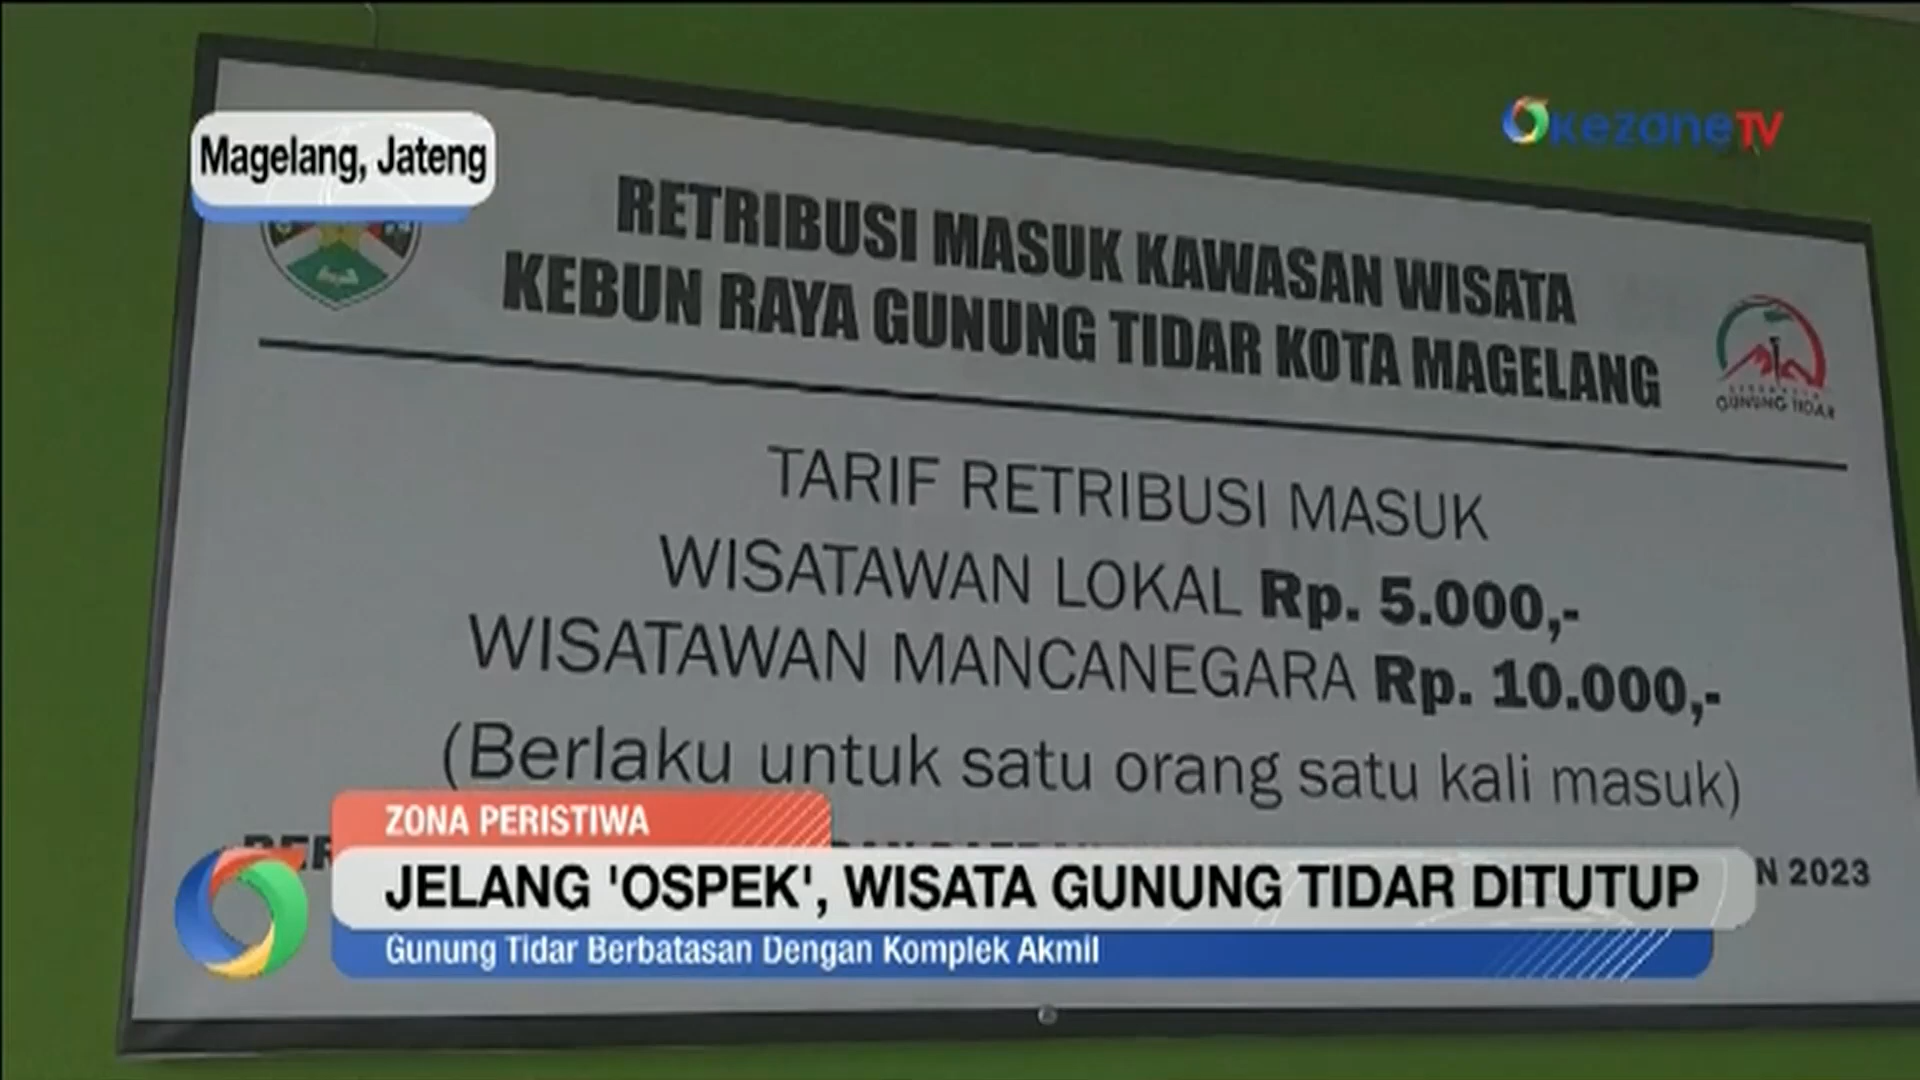 Magelang, Jateng
OkezoneTV
RETRIBUSI MASUK KAWASAN WISATA
KEBUN RAYA GUNUNG TIDAR KOTA MAGELANG
GUNUNG TIDAR
TARIF RETRIBUSI MASUK
WISATAWAN LOKAL Rp. 5.000,-
WISATAWAN MANCANEGARA Rp. 10.000,-
(Berlaku untuk satu orang satu kali masuk)
2023
ZONA PERISTIWA
JELANG 'OSPEK', WISATA GUNUNG TIDAR DITUTUP
Gunung Tidar Berbatasan Dengan Komplek Akmil